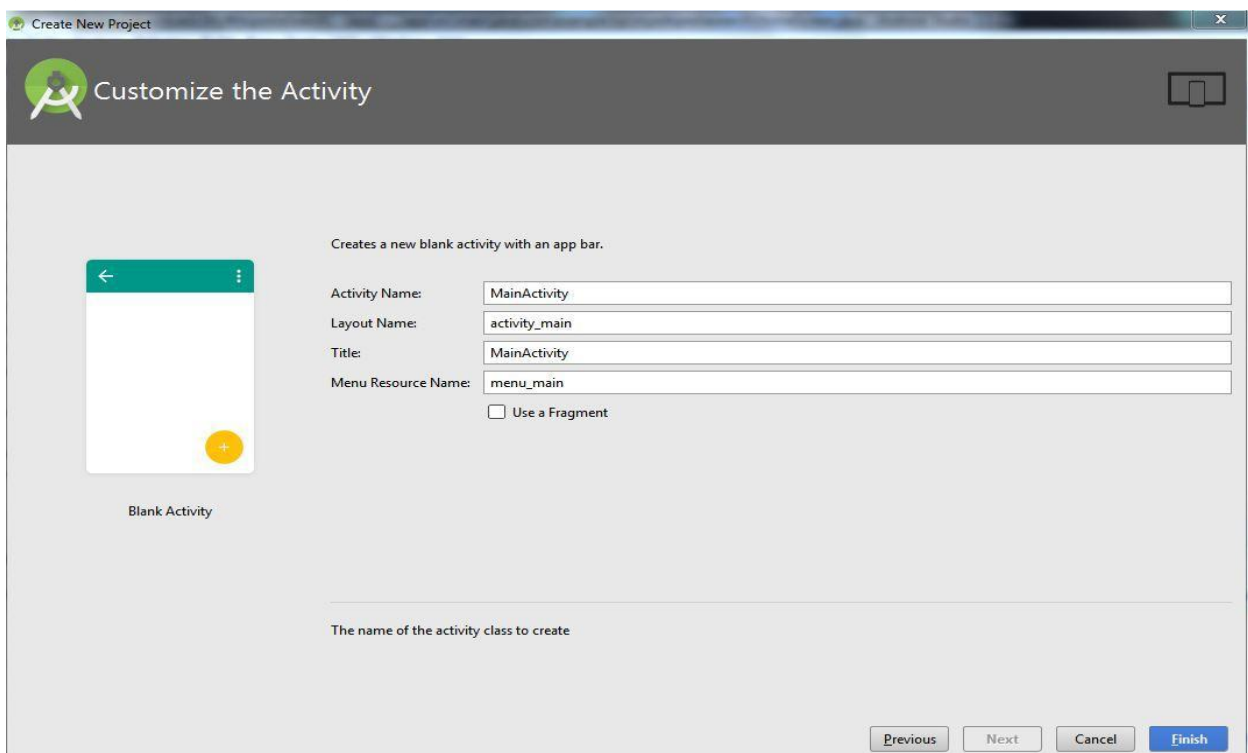 Create New Project
Customize the Activity
Creates a new blank activity with an app bar.
Activity Name: MainActivity
Layout Name: activity_main
Title: MainActivity
Menu Resource Name: menu_main
Use a Fragment
Blank Activity
The name of the activity class to create
Previous Next Cancel Finish